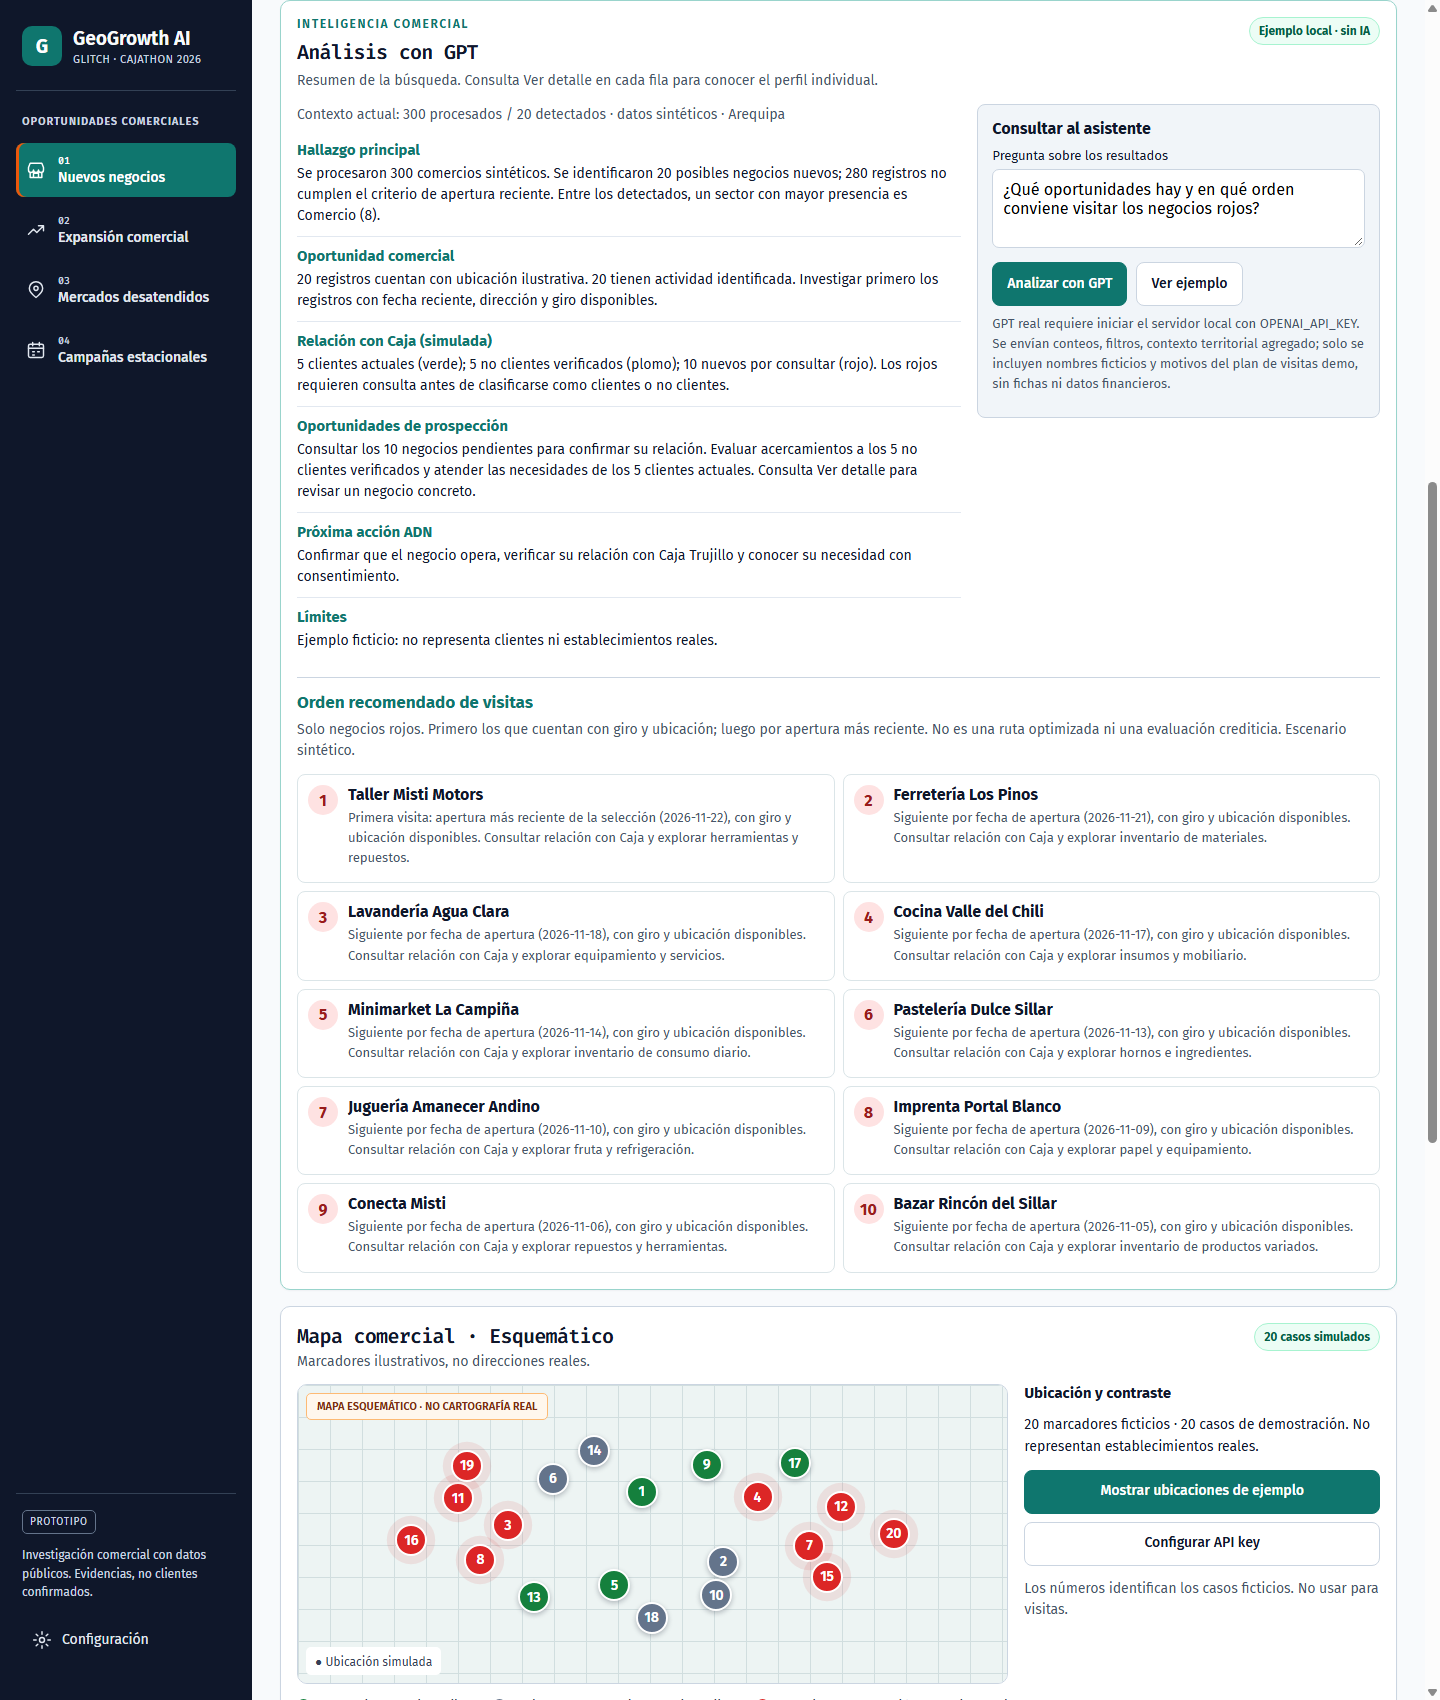 G
GeoGrowth AI
GLITCH · CAJATHON 2026
OPORTUNIDADES COMERCIALES
01
Nuevos negocios
02
Expansión comercial
03
Mercados desatendidos
04
Campañas estacionales
PROTOTIPO
Investigación comercial con datos
públicos. Evidencias, no clientes
confirmados.
Configuración
INTELIGENCIA COMERCIAL
Análisis con GPT
Ejemplo local · sin IA
Resumen de la búsqueda. Consulta Ver detalle en cada fila para conocer el perfil individual.
Contexto actual: 300 procesados / 20 detectados · datos sintéticos · Arequipa
Hallazgo principal
Se procesaron 300 comercios sintéticos. Se identificaron 20 posibles negocios nuevos; 280 registros no
cumplen el criterio de apertura reciente. Entre los detectados, un sector con mayor presencia es
Comercio (8).
Oportunidad comercial
20 registros cuentan con ubicación ilustrativa. 20 tienen actividad identificada. Investigar primero los
registros con fecha reciente, dirección y giro disponibles.
Relación con Caja (simulada)
5 clientes actuales (verde); 5 no clientes verificados (plomo); 10 nuevos por consultar (rojo). Los rojos
requieren consulta antes de clasificarse como clientes o no clientes.
Oportunidades de prospección
Consultar los 10 negocios pendientes para confirmar su relación. Evaluar acercamientos a los 5 no
clientes verificados y atender las necesidades de los 5 clientes actuales. Consulta Ver detalle para
revisar un negocio concreto.
Próxima acción ADN
Confirmar que el negocio opera, verificar su relación con Caja Trujillo y conocer su necesidad con
consentimiento.
Límites
Ejemplo ficticio: no representa clientes ni establecimientos reales.
Consultar al asistente
Pregunta sobre los resultados
¿Qué oportunidades hay y en qué orden
conviene visitar los negocios rojos?
Analizar con GPT
Ver ejemplo
GPT real requiere iniciar el servidor local con OPENAI_API_KEY.
Se envían conteos, filtros, contexto territorial agregado; solo se
incluyen nombres ficticios y motivos del plan de visitas demo,
sin fichas ni datos financieros.
Orden recomendado de visitas
Solo negocios rojos. Primero los que cuentan con giro y ubicación; luego por apertura más reciente. No es una ruta optimizada ni una evaluación crediticia. Escenario
sintético.
1
Taller Misti Motors
Primera visita: apertura más reciente de la selección (2026-11-22), con giro y
ubicación disponibles. Consultar relación con Caja y explorar herramientas y
repuestos.
2
Ferretería Los Pinos
Siguiente por fecha de apertura (2026-11-21), con giro y ubicación disponibles.
Consultar relación con Caja y explorar inventario de materiales.
3
Lavandería Agua Clara
Siguiente por fecha de apertura (2026-11-18), con giro y ubicación disponibles.
Consultar relación con Caja y explorar equipamiento y servicios.
4
Cocina Valle del Chili
Siguiente por fecha de apertura (2026-11-17), con giro y ubicación disponibles.
Consultar relación con Caja y explorar insumos y mobiliario.
5
Minimarket La Campiña
Siguiente por fecha de apertura (2026-11-14), con giro y ubicación disponibles.
Consultar relación con Caja y explorar inventario de consumo diario.
6
Pastelería Dulce Sillar
Siguiente por fecha de apertura (2026-11-13), con giro y ubicación disponibles.
Consultar relación con Caja y explorar hornos e ingredientes.
7
Juguería Amanecer Andino
Siguiente por fecha de apertura (2026-11-10), con giro y ubicación disponibles.
Consultar relación con Caja y explorar fruta y refrigeración.
8
Imprenta Portal Blanco
Siguiente por fecha de apertura (2026-11-09), con giro y ubicación disponibles.
Consultar relación con Caja y explorar papel y equipamiento.
9
Conecta Misti
Siguiente por fecha de apertura (2026-11-06), con giro y ubicación disponibles.
Consultar relación con Caja y explorar repuestos y herramientas.
10
Bazar Rincón del Sillar
Siguiente por fecha de apertura (2026-11-05), con giro y ubicación disponibles.
Consultar relación con Caja y explorar inventario de productos variados.
Mapa comercial · Esquemático
20 casos simulados
Marcadores ilustrativos, no direcciones reales.
MAPA ESQUEMÁTICO · NO CARTOGRAFÍA REAL
14
19
9
17
6
1
11
4
12
3
20
16
7
8
2
15
5
13
10
18
● Ubicación simulada
Ubicación y contraste
20 marcadores ficticios · 20 casos de demostración. No
representan establecimientos reales.
Mostrar ubicaciones de ejemplo
Configurar API key
Los números identifican los casos ficticios. No usar para
visitas.